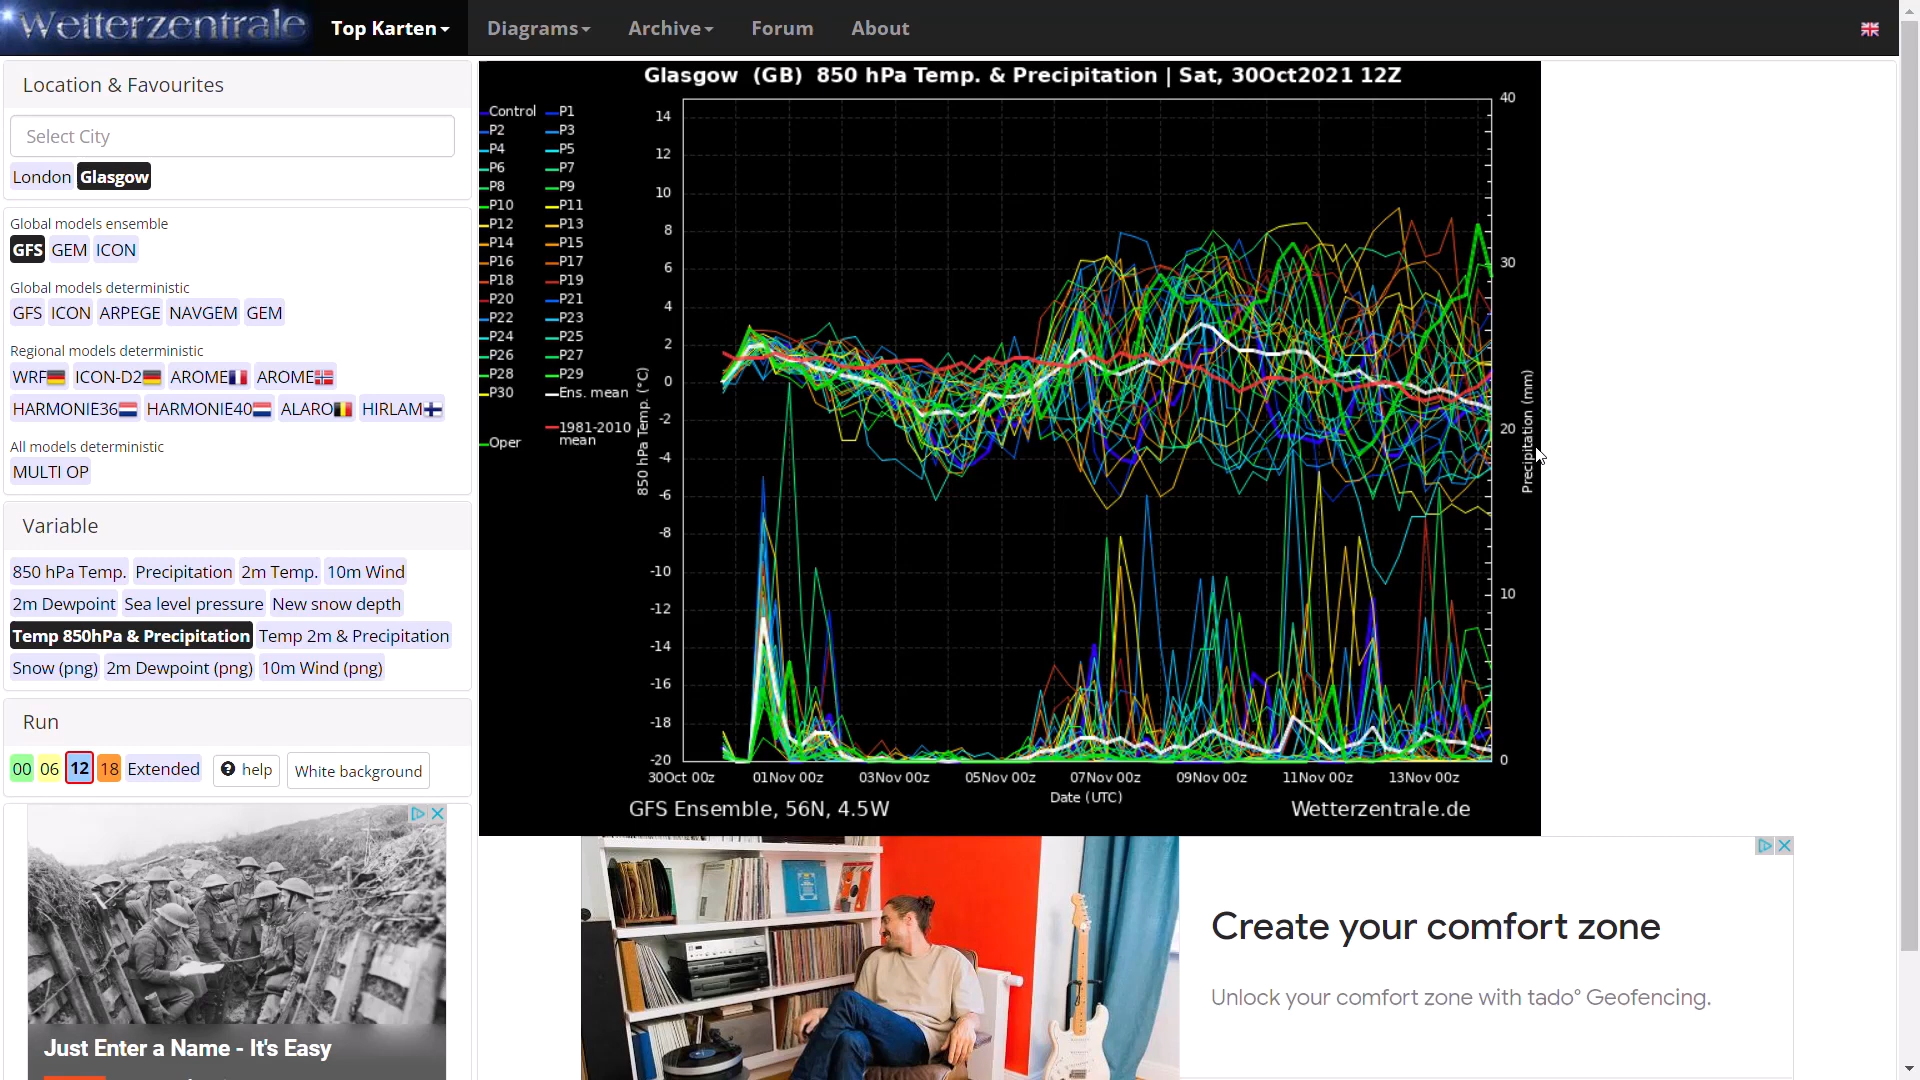 Wetterzentrale
Top Karten
Diagrams
Archive
Forum
About
Location & Favourites
Select City
London Glasgow
Global models ensemble
GFS GEM ICON
Global models deterministic
GFS ICON ARPEGE NAVGEM GEM
Regional models deterministic
WRF ICON-D2 AROME AROME
HARMONIE36 HARMONIE40 ALARO HIRLAM
All models deterministic
MULTI OP
Variable
850 hPa Temp. Precipitation 2m Temp. 10m Wind
2m Dewpoint Sea level pressure New snow depth
Temp 850hPa & Precipitation Temp 2m & Precipitation
Snow (png) 2m Dewpoint (png) 10m Wind (png)
Run
00 06 12 18 Extended help White background
Just Enter a Name - It's Easy
Glasgow (GB) 850 hPa Temp. & Precipitation | Sat, 30Oct2021 12Z
Control P1
P2 P3
P4 P5
P6 P7
P8 P9
P10 P11
P12 P13
P14 P15
P16 P17
P18 P19
P20 P21
P22 P23
P24 P25
P26 P27
P28 P29
P30 Ens. mean
1981-2010
mean
Oper
850 hPa Temp. (°C)
14
12
10
8
6
4
2
0
-2
-4
-6
-8
-10
-12
-14
-16
-18
-20
40
30
20
10
0
Precipitation (mm)
30Oct 00z 01Nov 00z 03Nov 00z 05Nov 00z 07Nov 00z 09Nov 00z 11Nov 00z 13Nov 00z
Date (UTC)
GFS Ensemble, 56N, 4.5W
Wetterzentrale.de
Create your comfort zone
Unlock your comfort zone with tado° Geofencing.